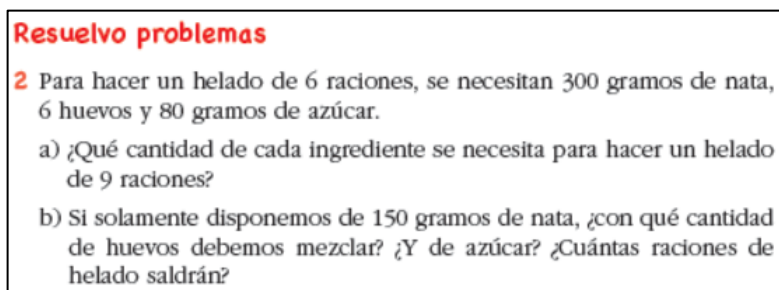 Resuelvo problemas
2 Para hacer un helado de 6 raciones, se necesitan 300 gramos de nata,
6 huevos y 80 gramos de azúcar.
a) ¿Qué cantidad de cada ingrediente se necesita para hacer un helado
de 9 raciones?
b) Si solamente disponemos de 150 gramos de nata, ¿con qué cantidad
de huevos debemos mezclar? ¿Y de azúcar? ¿Cuántas raciones de
helado saldrán?